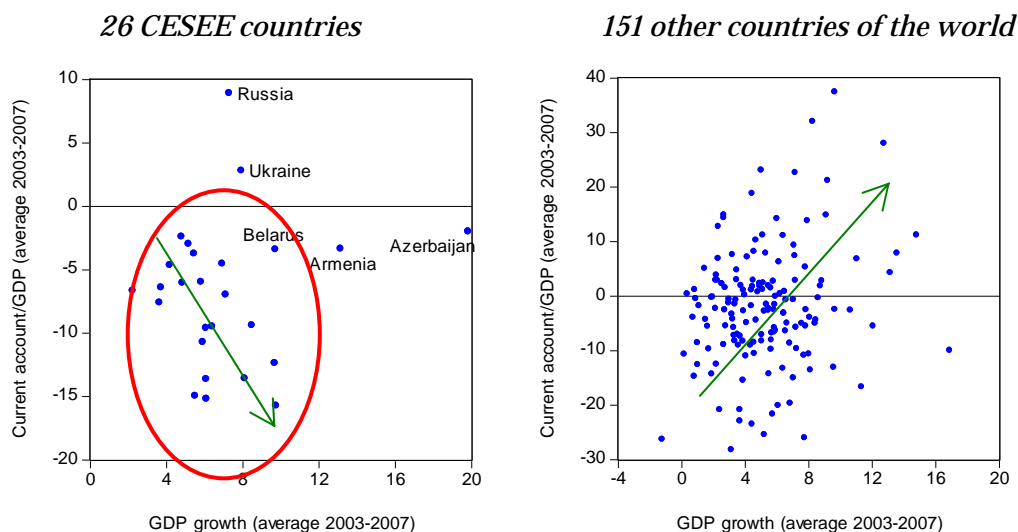 26 CESEE countries
Current account/GDP (average 2003-2007)
10
5
0
-5
-10
-15
-20
Russia
Ukraine
Belarus
Armenia
Azerbaijan
0
4
8
12
16
20
GDP growth (average 2003-2007)
151 other countries of the world
Current account/GDP (average 2003-2007)
40
30
20
10
0
-10
-20
-30
-4
0
4
8
12
16
20
GDP growth (average 2003-2007)